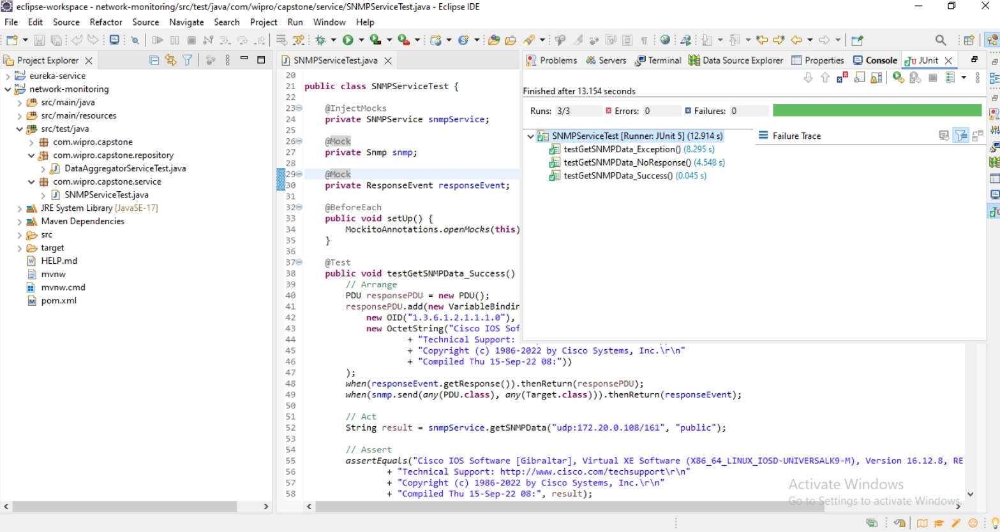 eclipse-workspace - network-monitoring/src/test/java/com/wipro/capstone/service/SNMPServiceTest.java - Eclipse IDE
File Edit Source Refactor Source Navigate Search Project Run Window Help
Project Explorer
eureka-service
network-monitoring
src/main/java
src/main/resources
src/test/java
com.wipro.capstone
com.wipro.capstone.repository
DataAggregatorServiceTest.java
com.wipro.capstone.service
SNMPServiceTest.java
JRE System Library [JavaSE-17]
Maven Dependencies
src
target
HELP.md
mvnw
mvnw.cmd
pom.xml
SNMPServiceTest.java
20
21 public class SNMPServiceTest {
22
23 @InjectMocks
24 private SNMPService snmpService;
25
26 @Mock
27 private Snmp snmp;
28
29 @Mock
30 private ResponseEvent responseEvent;
31
32 @BeforeEach
33 public void setUp() {
34 MockitoAnnotations.openMocks(this)
35 }
36
37 @Test
38 public void testGetSNMPData_Success()
39 // Arrange
40 PDU responsePDU = new PDU();
41 responsePDU.add(new VariableBindin
42 new OID("1.3.6.1.2.1.1.1.0"),
43 new OctetString("Cisco IOS Sof
44 + "Technical Support:
45 + "Copyright (c) 1986-2022 by Cisco Systems, Inc.\r\n"
46 + "Compiled Thu 15-Sep-22 08:"))
47 );
48 when(responseEvent.getResponse()).thenReturn(responsePDU);
49 when(snmp.send(any(PDU.class), any(Target.class))).thenReturn(responseEvent);
50
51 // Act
52 String result = snmpService.getSNMPData("udp:172.20.0.108/161", "public");
53
54 // Assert
55 assertEquals("Cisco IOS Software [Gibraltar], Virtual XE Software (X86_64_LINUX_IOSD-UNIVERSALK9-M), Version 16.12.8, RE
56 + "Technical Support: http://www.cisco.com/techsupport\r\n"
57 + "Copyright (c) 1986-2022 by Cisco Systems, Inc.\r\n"
58 + "Compiled Thu 15-Sep-22 08:", result);
Problems Servers Terminal Data Source Explorer Properties Console JUnit
Finished after 13.154 seconds
Runs: 3/3 Errors: 0 Failures: 0
SNMPServiceTest [Runner: JUnit 5] (12.914 s)
testGetSNMPData_Exception() (8.295 s)
testGetSNMPData_NoResponse() (4.548 s)
testGetSNMPData_Success() (0.045 s)
Failure Trace
Activate Windows
Go to Settings to activate Windows.